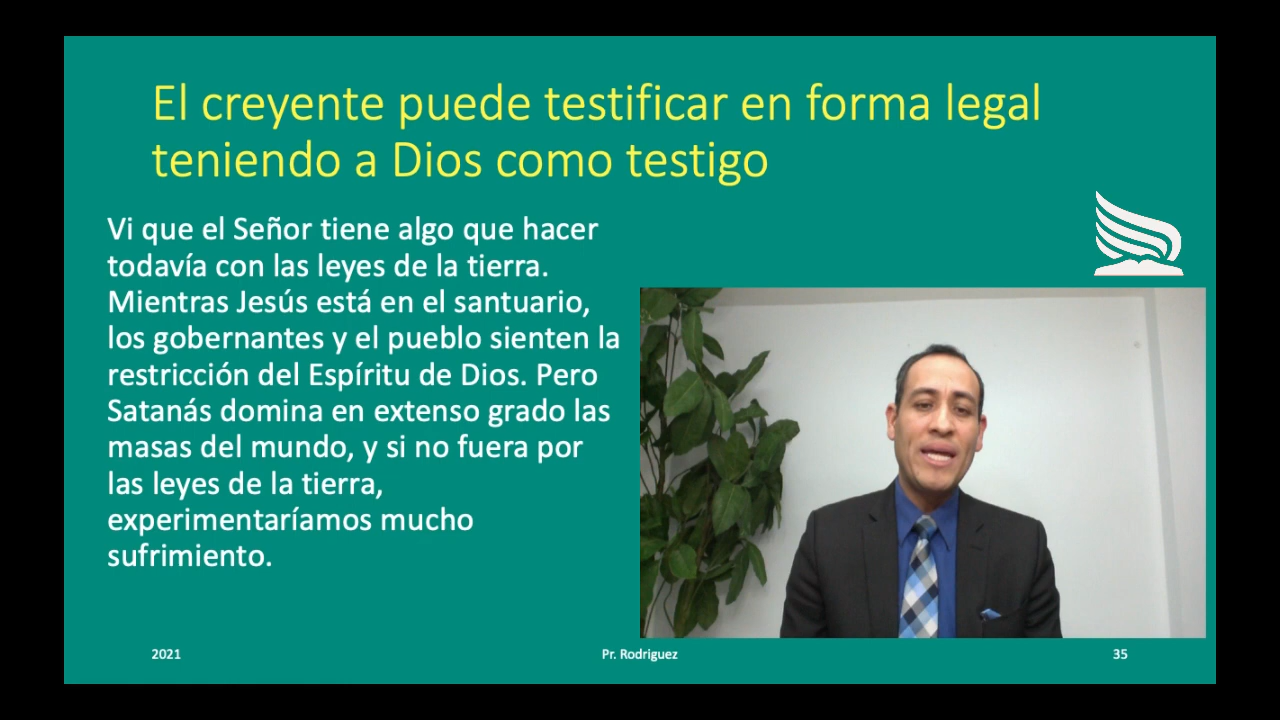 El creyente puede testificar en forma legal
teniendo a Dios como testigo
Vi que el Señor tiene algo que hacer
todavía con las leyes de la tierra.
Mientras Jesús está en el santuario,
los gobernantes y el pueblo sienten la
restricción del Espíritu de Dios. Pero
Satanás domina en extenso grado las
masas del mundo, y si no fuera por
las leyes de la tierra,
experimentaríamos mucho
sufrimiento.
2021
Pr. Rodriguez
35